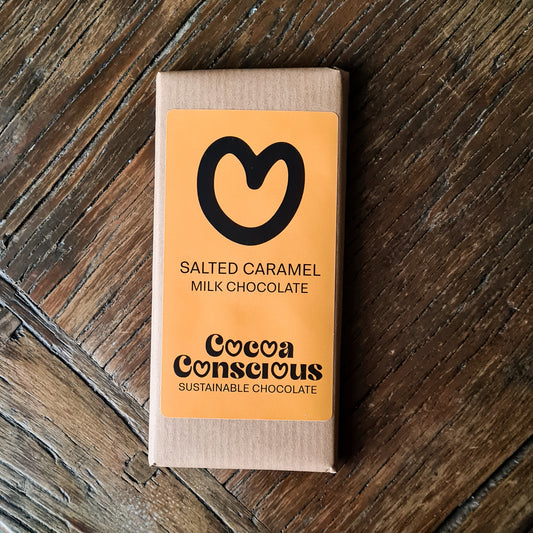 SALTED CARAMEL
MILK CHOCOLATE
Cocoa
Conscious
SUSTAINABLE CHOCOLATE